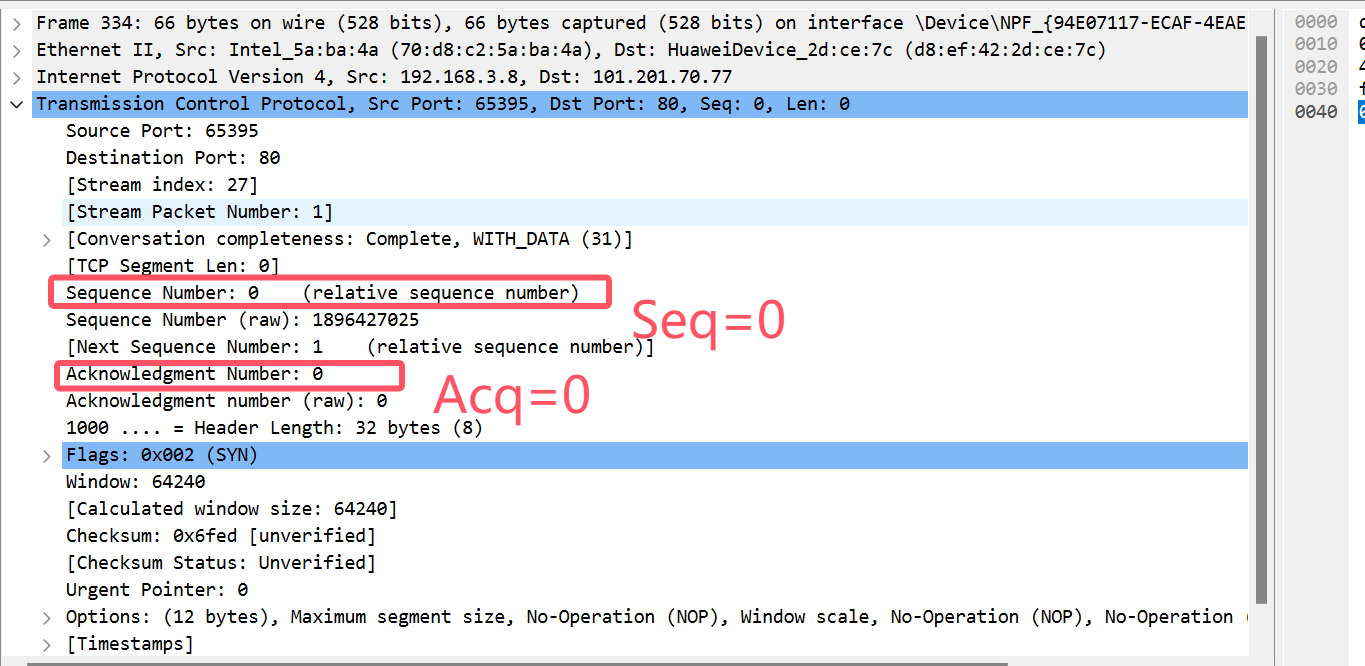 Frame 334: 66 bytes on wire (528 bits), 66 bytes captured (528 bits) on interface \Device\NPF_{94E07117-ECAF-4EAE
Ethernet II, Src: Intel_5a:ba:4a (70:d8:c2:5a:ba:4a), Dst: HuaweiDevice_2d:ce:7c (d8:ef:42:2d:ce:7c)
Internet Protocol Version 4, Src: 192.168.3.8, Dst: 101.201.70.77
Transmission Control Protocol, Src Port: 65395, Dst Port: 80, Seq: 0, Len: 0
Source Port: 65395
Destination Port: 80
[Stream index: 27]
[Stream Packet Number: 1]
[Conversation completeness: Complete, WITH_DATA (31)]
[TCP Segment Len: 0]
Sequence Number: 0    (relative sequence number)
Seq=0
Sequence Number (raw): 1896427025
[Next Sequence Number: 1    (relative sequence number)]
Acknowledgment Number: 0
Acq=0
Acknowledgment number (raw): 0
1000 .... = Header Length: 32 bytes (8)
Flags: 0x002 (SYN)
Window: 64240
[Calculated window size: 64240]
Checksum: 0x6fed [unverified]
[Checksum Status: Unverified]
Urgent Pointer: 0
Options: (12 bytes), Maximum segment size, No-Operation (NOP), Window scale, No-Operation (NOP), No-Operation
[Timestamps]
0000
0010
0020
0030
0040